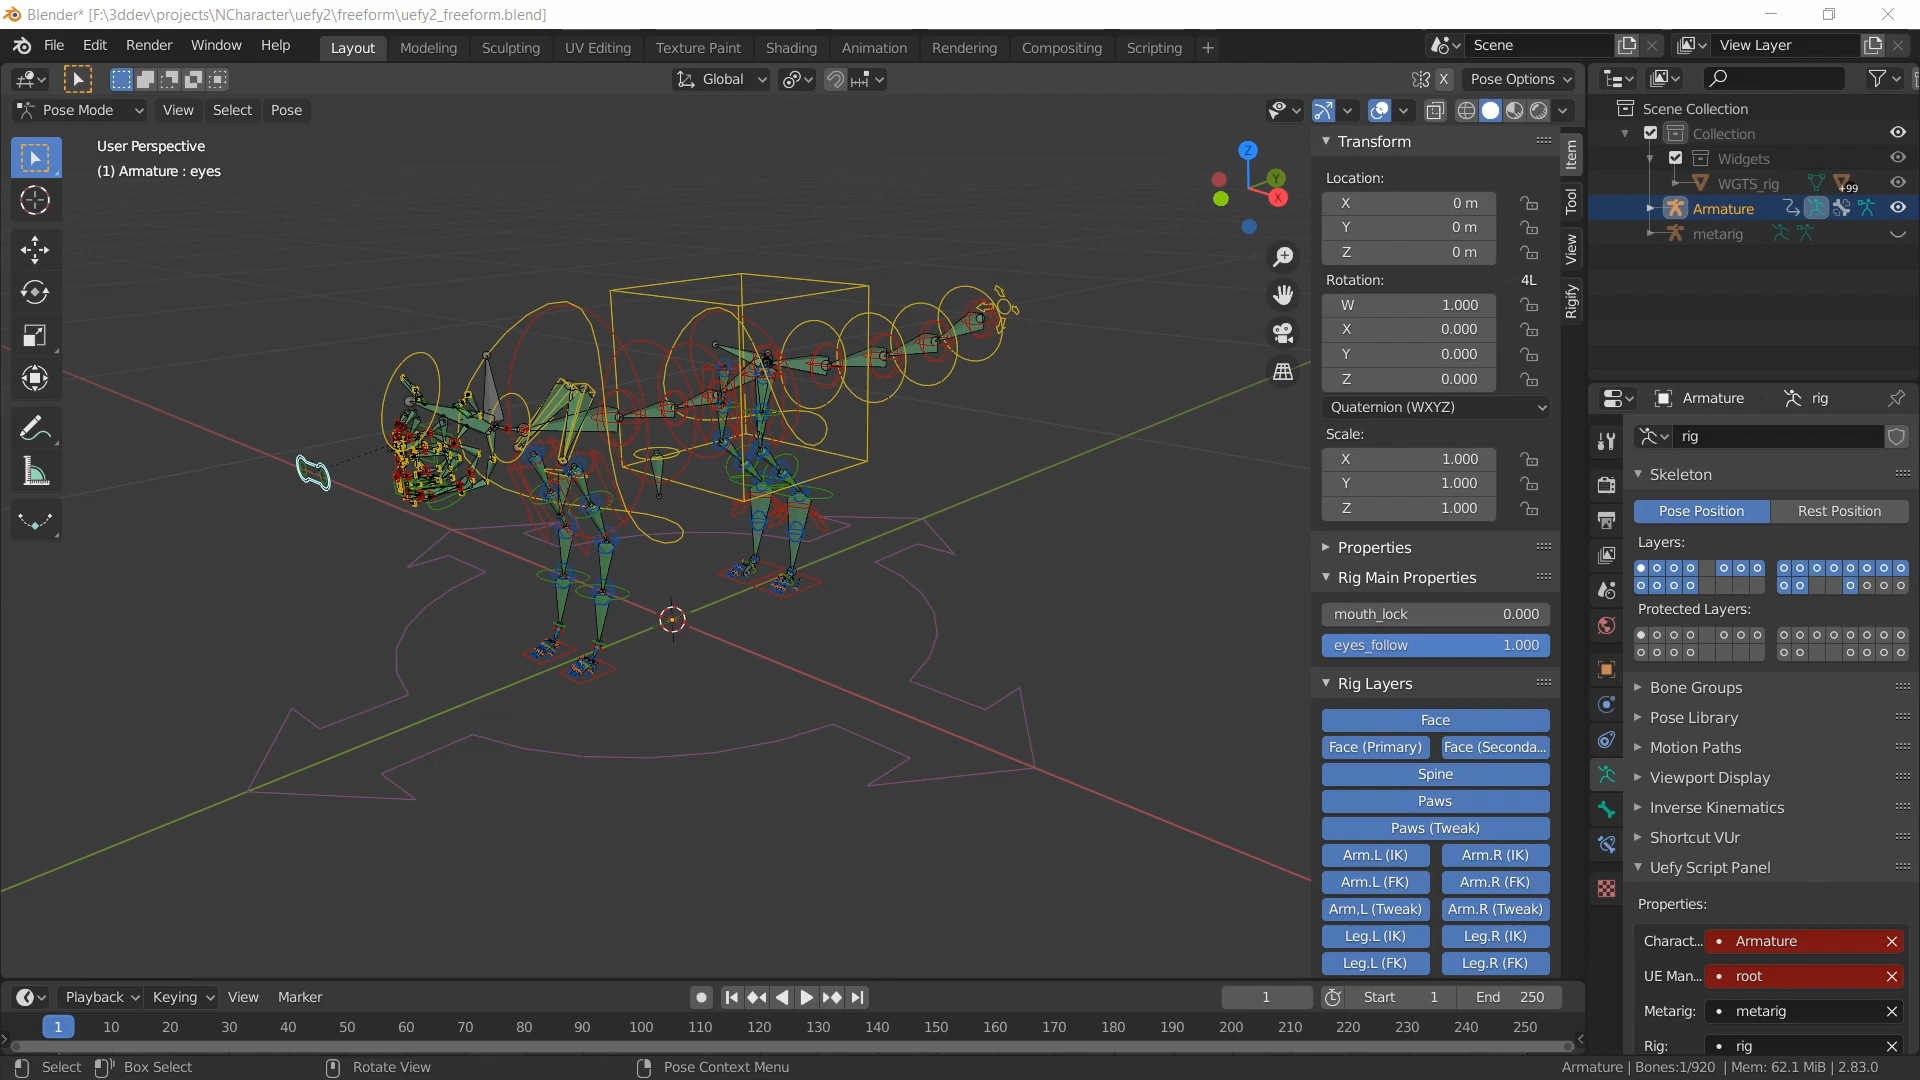 Blender* [F:\3ddev\projects\NCharacter\uefy2\freeform\uefy2_freeform.blend]
File Edit Render Window Help Layout Modeling Sculpting UV Editing Texture Paint Shading Animation Rendering Compositing Scripting + Scene View Layer
Global X Pose Options
Pose Mode View Select Pose
User Perspective
(1) Armature : eyes
Z
Y
X
Transform
Location:
X 0 m
Y 0 m
Z 0 m
Rotation: 4L
W 1.000
X 0.000
Y 0.000
Z 0.000
Quaternion (WXYZ)
Scale:
X 1.000
Y 1.000
Z 1.000
Properties
Rig Main Properties
mouth_lock 0.000
eyes_follow 1.000
Rig Layers
Face
Face (Primary) Face (Seconda...
Spine
Paws
Paws (Tweak)
Arm.L (IK) Arm.R (IK)
Arm.L (FK) Arm.R (FK)
Arm,L (Tweak) Arm.R (Tweak)
Leg.L (IK) Leg.R (IK)
Leg.L (FK) Leg.R (FK)
Item
Tool
View
Rigify
Scene Collection
Collection
Widgets
WGTS_rig +99
Armature
metarig
Armature rig
rig
Skeleton
Pose Position Rest Position
Layers:
Protected Layers:
Bone Groups
Pose Library
Motion Paths
Viewport Display
Inverse Kinematics
Shortcut VUr
Uefy Script Panel
Properties:
Charact... Armature
UE Man... root
Metarig: metarig
Rig: rig
Playback Keying View Marker 1 Start 1 End 250
1 10 20 30 40 50 60 70 80 90 100 110 120 130 140 150 160 170 180 190 200 210 220 230 240 250
Select Box Select Rotate View Pose Context Menu Armature | Bones:1/920 | Mem: 62.1 MiB | 2.83.0